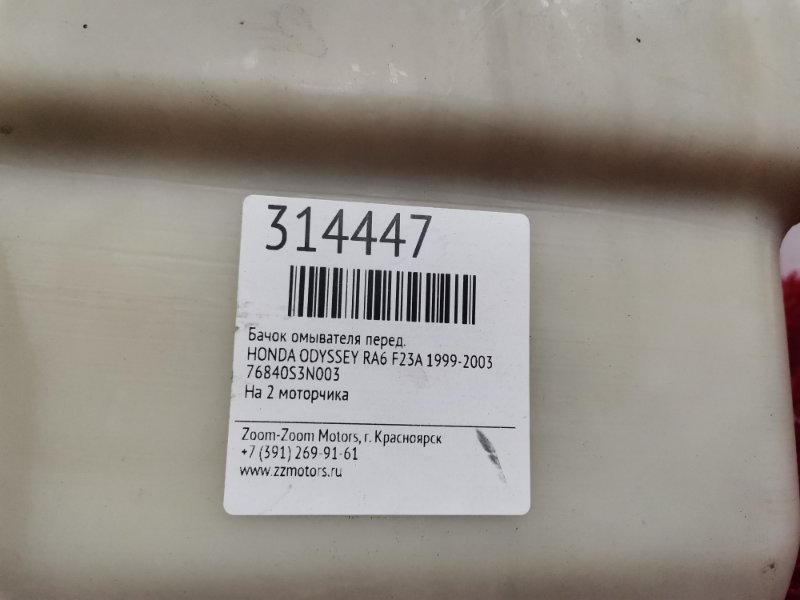 314447
Бачок омывателя перед.
HONDA ODYSSEY RA6 F23A 1999-2003
76840S3N003
На 2 моторчика
Zoom-Zoom Motors, г. Красноярск
+7 (391) 269-91-61
www.zzmotors.ru